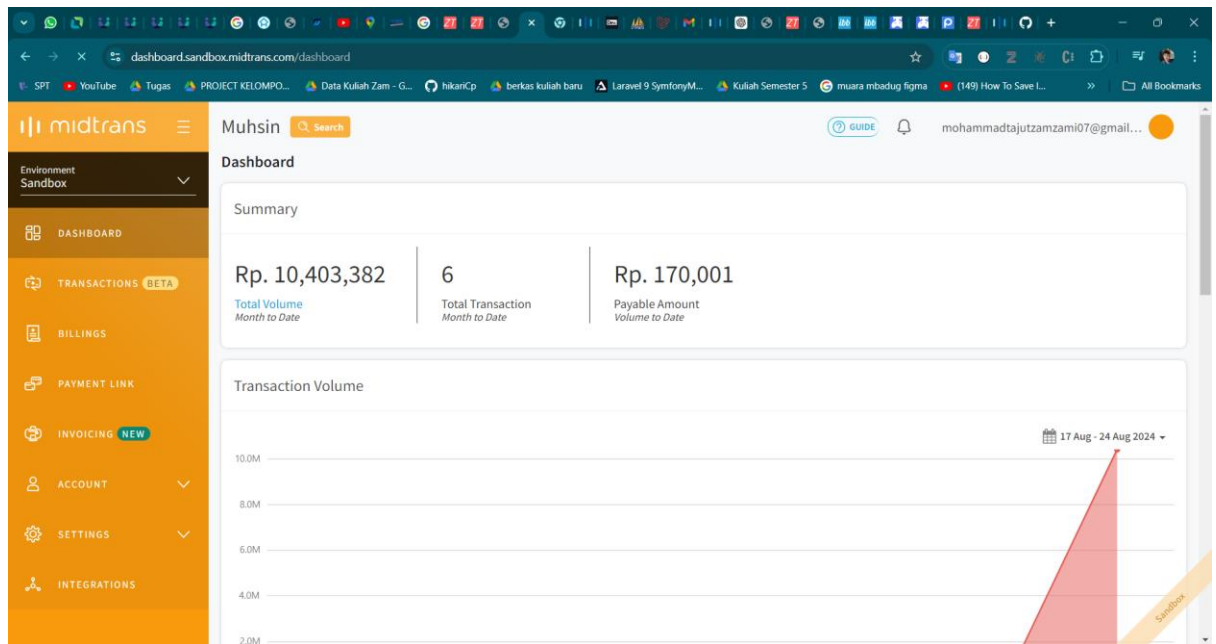 dashboard.sandbox.midtrans.com/dashboard
SPT
YouTube
Tugas
PROJECT KELOMPO...
Data Kuliah Zam - G...
hikariCp
berkas kuliah baru
Laravel 9 SymfonyM...
Kuliah Semester 5
muara mbadug figma
(149) How To Save I...
»
All Bookmarks
midtrans
Environment
Sandbox
DASHBOARD
TRANSACTIONS BETA
BILLINGS
PAYMENT LINK
INVOICING NEW
ACCOUNT
SETTINGS
INTEGRATIONS
Muhsin
Search
GUIDE
mohammadtajutzamzami07@gmail...
Dashboard
Summary
Rp. 10,403,382
Total Volume
Month to Date
6
Total Transaction
Month to Date
Rp. 170,001
Payable Amount
Volume to Date
Transaction Volume
17 Aug - 24 Aug 2024
10.0M
8.0M
6.0M
4.0M
2.0M
Sandbox